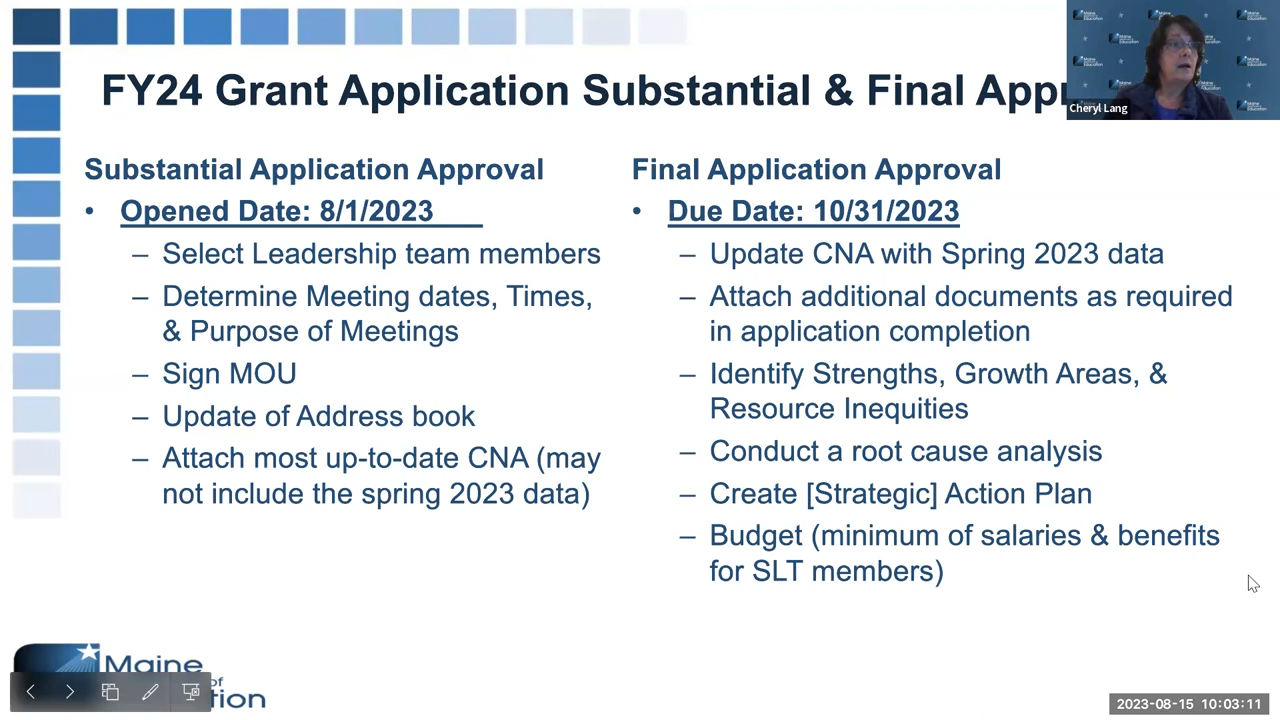 FY24 Grant Application Substantial & Final
Cheryl Lang
Substantial Application Approval
• Opened Date: 8/1/2023
– Select Leadership team members
– Determine Meeting dates, Times,
& Purpose of Meetings
– Sign MOU
– Update of Address book
– Attach most up-to-date CNA (may
not include the spring 2023 data)
Final Application Approval
• Due Date: 10/31/2023
– Update CNA with Spring 2023 data
– Attach additional documents as required
in application completion
– Identify Strengths, Growth Areas, &
Resource Inequities
– Conduct a root cause analysis
– Create [Strategic] Action Plan
– Budget (minimum of salaries & benefits
for SLT members)
Maine
of
tion
2023-08-15 10:03:11